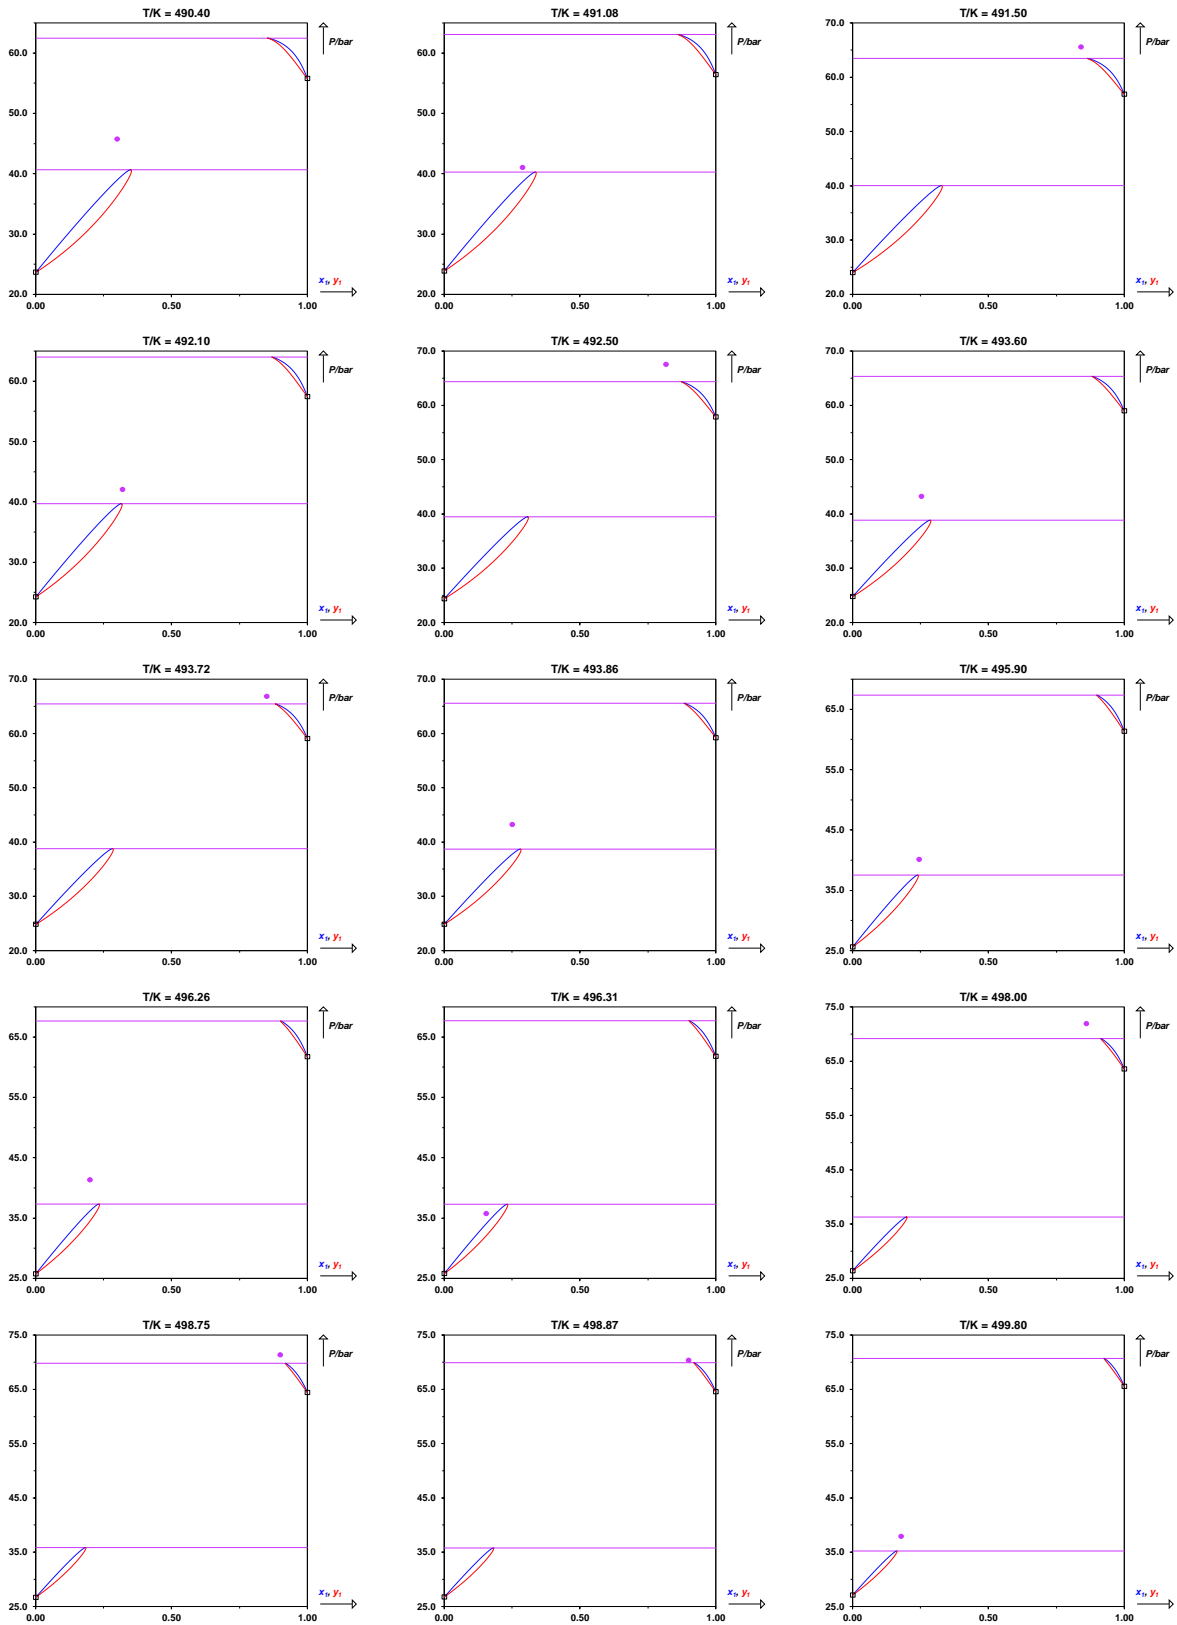 T/K = 490.40
P/bar
60.0
50.0
40.0
30.0
20.0
0.00 0.50 1.00
x1, y1
T/K = 491.08
P/bar
60.0
50.0
40.0
30.0
20.0
0.00 0.50 1.00
x1, y1
T/K = 491.50
P/bar
70.0
60.0
50.0
40.0
30.0
20.0
0.00 0.50 1.00
x1, y1
T/K = 492.10
P/bar
60.0
50.0
40.0
30.0
20.0
0.00 0.50 1.00
x1, y1
T/K = 492.50
P/bar
70.0
60.0
50.0
40.0
30.0
20.0
0.00 0.50 1.00
x1, y1
T/K = 493.60
P/bar
70.0
60.0
50.0
40.0
30.0
20.0
0.00 0.50 1.00
x1, y1
T/K = 493.72
P/bar
70.0
60.0
50.0
40.0
30.0
20.0
0.00 0.50 1.00
x1, y1
T/K = 493.86
P/bar
70.0
60.0
50.0
40.0
30.0
20.0
0.00 0.50 1.00
x1, y1
T/K = 495.90
P/bar
65.0
55.0
45.0
35.0
25.0
0.00 0.50 1.00
x1, y1
T/K = 496.26
P/bar
65.0
55.0
45.0
35.0
25.0
0.00 0.50 1.00
x1, y1
T/K = 496.31
P/bar
65.0
55.0
45.0
35.0
25.0
0.00 0.50 1.00
x1, y1
T/K = 498.00
P/bar
75.0
65.0
55.0
45.0
35.0
25.0
0.00 0.50 1.00
x1, y1
T/K = 498.75
P/bar
75.0
65.0
55.0
45.0
35.0
25.0
0.00 0.50 1.00
x1, y1
T/K = 498.87
P/bar
75.0
65.0
55.0
45.0
35.0
25.0
0.00 0.50 1.00
x1, y1
T/K = 499.80
P/bar
75.0
65.0
55.0
45.0
35.0
25.0
0.00 0.50 1.00
x1, y1